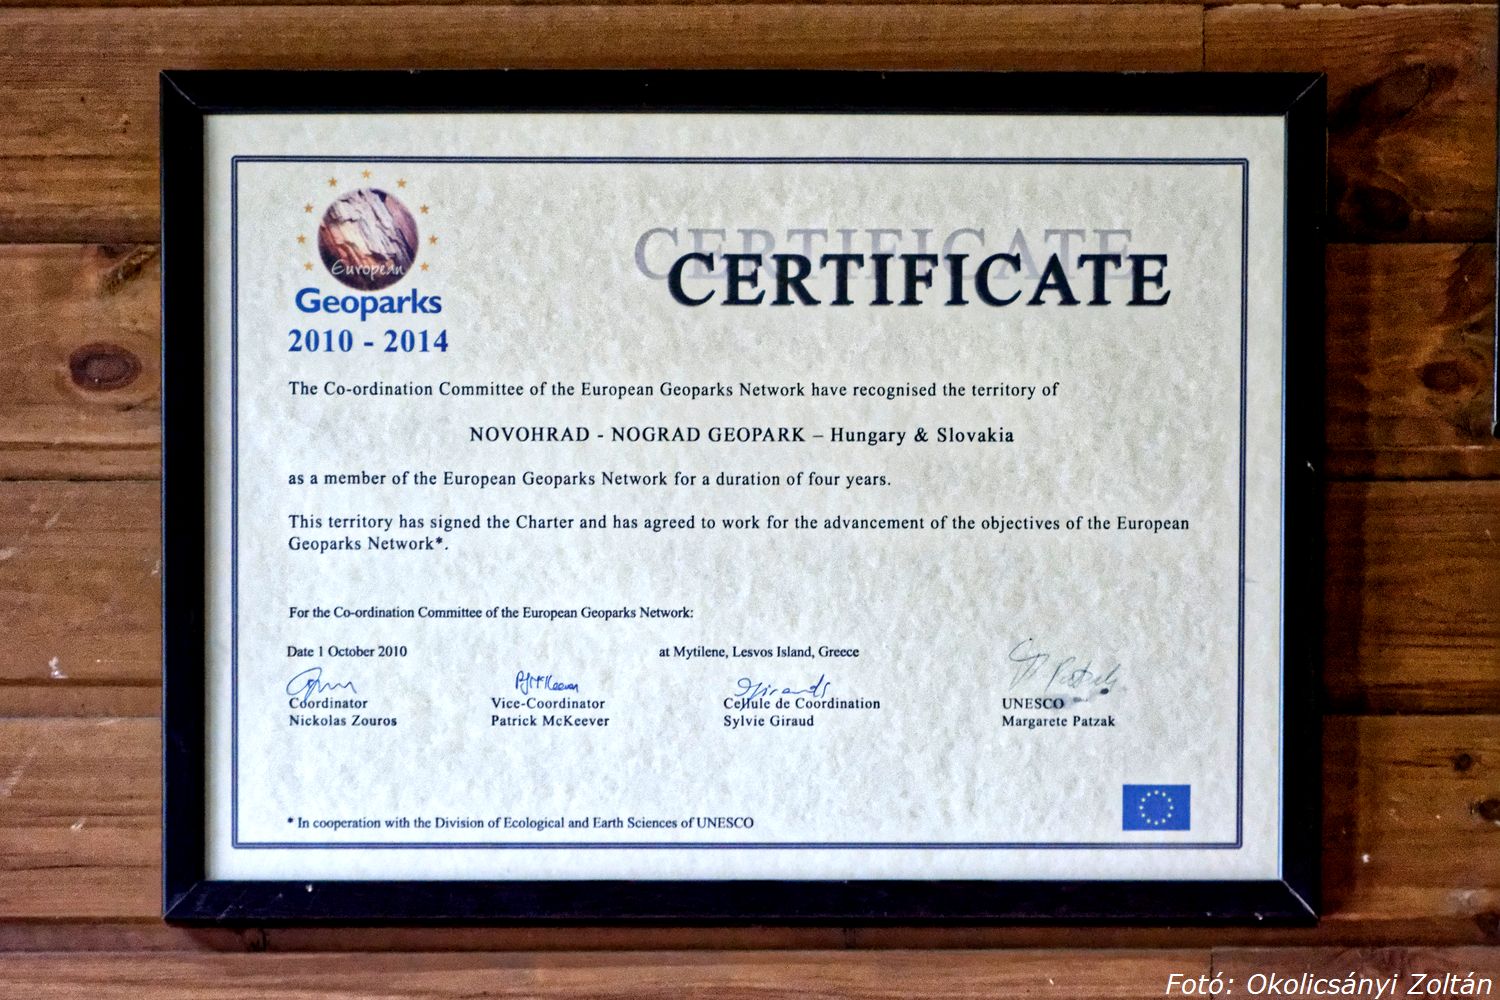 European
Geoparks
2010 - 2014
CERTIFICATE
CERTIFICATE
The Co-ordination Committee of the European Geoparks Network have recognised the territory of
NOVOHRAD - NOGRAD GEOPARK – Hungary & Slovakia
as a member of the European Geoparks Network for a duration of four years.
This territory has signed the Charter and has agreed to work for the advancement of the objectives of the European
Geoparks Network*.
For the Co-ordination Committee of the European Geoparks Network:
Date 1 October 2010 at Mytilene, Lesvos Island, Greece
Coordinator Vice-Coordinator Cellule de Coordination UNESCO
Nickolas Zouros Patrick McKeever Sylvie Giraud Margarete Patzak
* In cooperation with the Division of Ecological and Earth Sciences of UNESCO
Fotó: Okolicsányi Zoltán